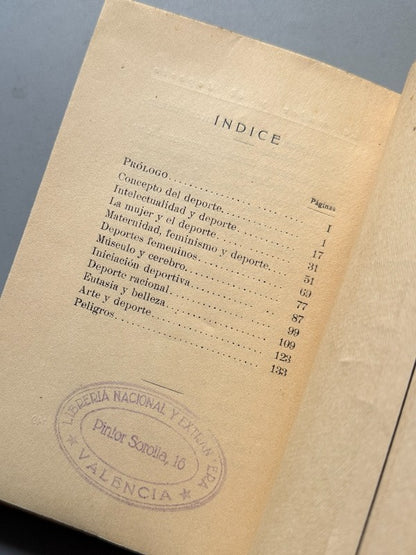 INDICE
Páginas
PRÓLOGO. . . . . . . . . . . . . . . . I
Concepto del deporte. . . . . . . . . . 1
Intelectualidad y deporte. . . . . . . . 17
La mujer y el deporte. . . . . . . . . . 31
Maternidad, feminismo y deporte. . . . . 51
Deportes femeninos. . . . . . . . . . . 69
Músculo y cerebro. . . . . . . . . . . . 77
Iniciación deportiva. . . . . . . . . . 87
Deporte racional. . . . . . . . . . . . 99
Eutasia y belleza. . . . . . . . . . . . 109
Arte y deporte. . . . . . . . . . . . . 123
Peligros. . . . . . . . . . . . . . . . 133
LIBRERIA NACIONAL Y EXTRANJERA
Pintor Sorolla, 16
★ VALENCIA ★